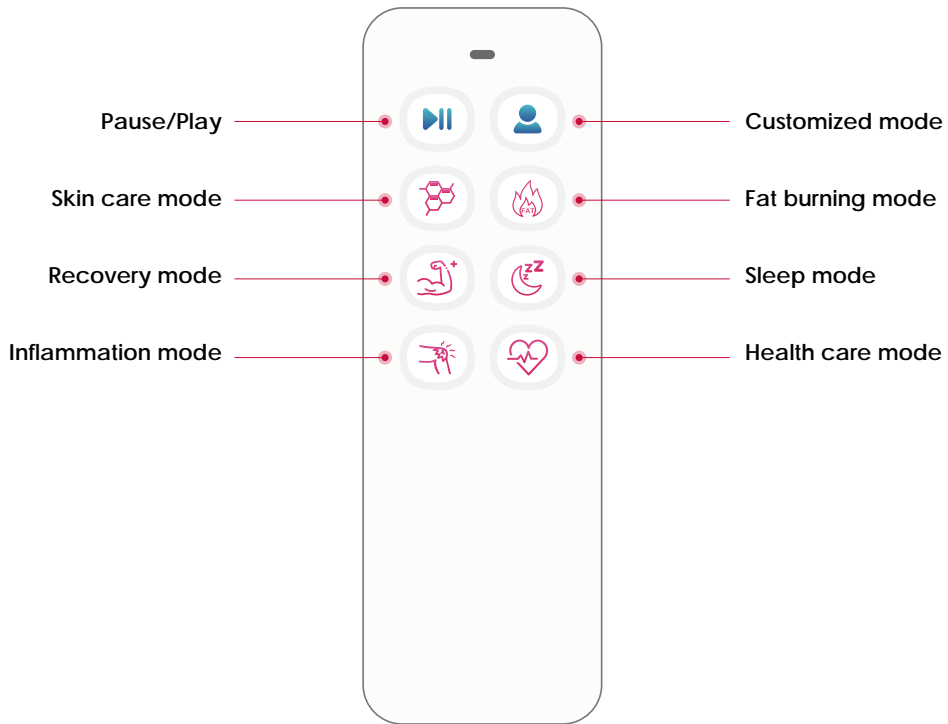 Pause/Play
Customized mode
Skin care mode
Fat burning mode
FAT
Recovery mode
Sleep mode
z z Z
Inflammation mode
Health care mode